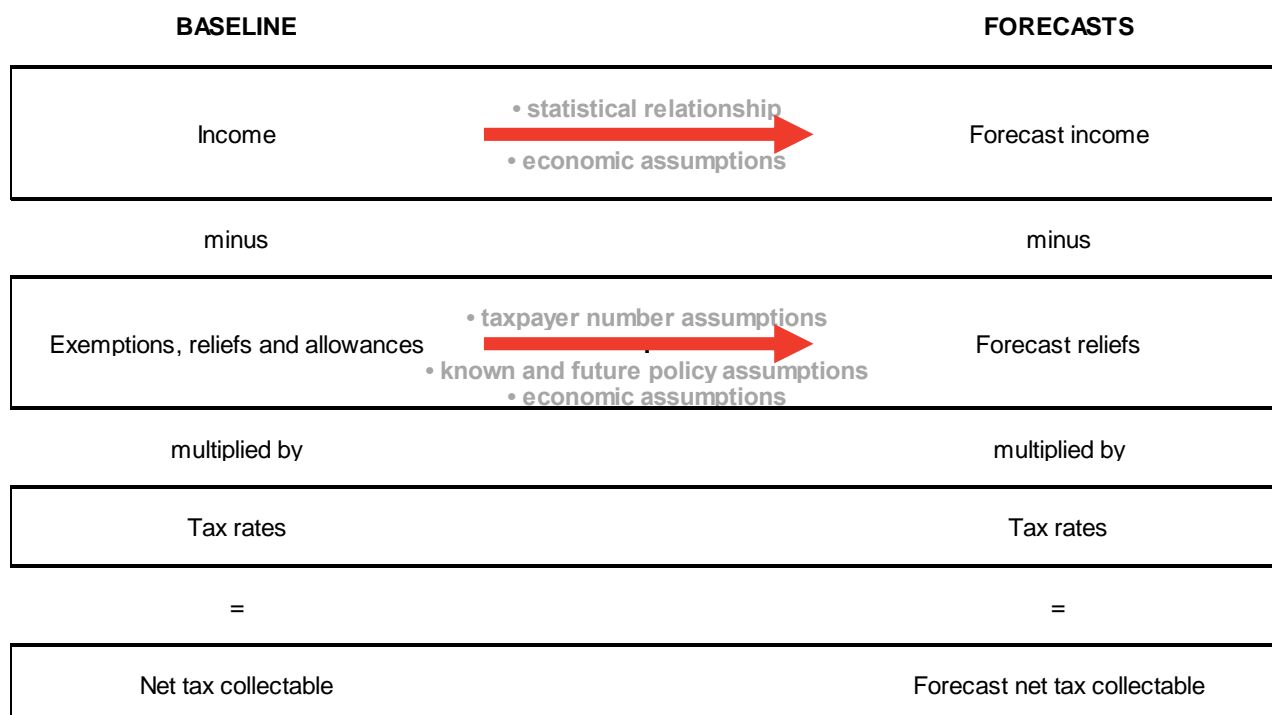 BASELINE FORECASTS
• statistical relationship
Income Forecast income
• economic assumptions
minus minus
• taxpayer number assumptions
Exemptions, reliefs and allowances Forecast reliefs
• known and future policy assumptions
• economic assumptions
multiplied by multiplied by
Tax rates Tax rates
= =
Net tax collectable Forecast net tax collectable